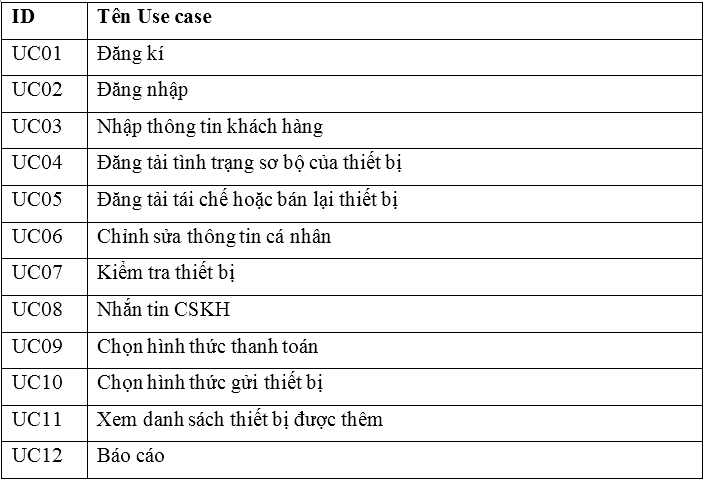 ID Tên Use case
UC01 Đăng kí
UC02 Đăng nhập
UC03 Nhập thông tin khách hàng
UC04 Đăng tải tình trạng sơ bộ của thiết bị
UC05 Đăng tải tái chế hoặc bán lại thiết bị
UC06 Chỉnh sửa thông tin cá nhân
UC07 Kiểm tra thiết bị
UC08 Nhắn tin CSKH
UC09 Chọn hình thức thanh toán
UC10 Chọn hình thức gửi thiết bị
UC11 Xem danh sách thiết bị được thêm
UC12 Báo cáo